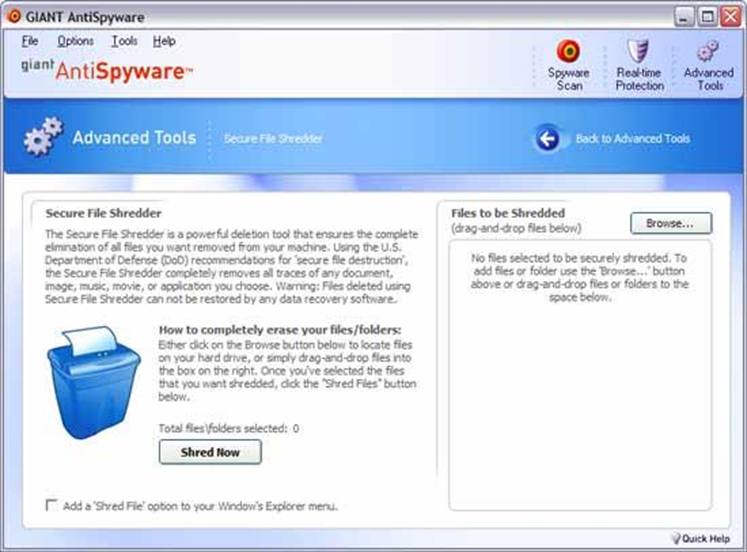 GIANT AntiSpyware
File Options Tools Help
giant AntiSpyware™
Spyware Scan
Real-time Protection
Advanced Tools
Advanced Tools
Secure File Shredder
Back to Advanced Tools
Secure File Shredder
The Secure File Shredder is a powerful deletion tool that ensures the complete
elimination of all files you want removed from your machine. Using the U.S.
Department of Defense (DoD) recommendations for 'secure file destruction',
the Secure File Shredder completely removes all traces of any document,
image, music, movie, or application you choose. Warning: Files deleted using
Secure File Shredder can not be restored by any data recovery software.
How to completely erase your files/folders:
Either click on the Browse button below to locate files
on your hard drive, or simply drag-and-drop files into
the box on the right. Once you've selected the files
that you want shredded, click the "Shred Files" button
below.
Total files\folders selected: 0
Shred Now
Add a 'Shred File' option to your Window's Explorer menu.
Files to be Shredded
(drag-and-drop files below)
Browse...
No files selected to be securely shredded. To
add files or folder use the 'Browse...' button
above or drag-and-drop files or folders to the
space below.
Quick Help